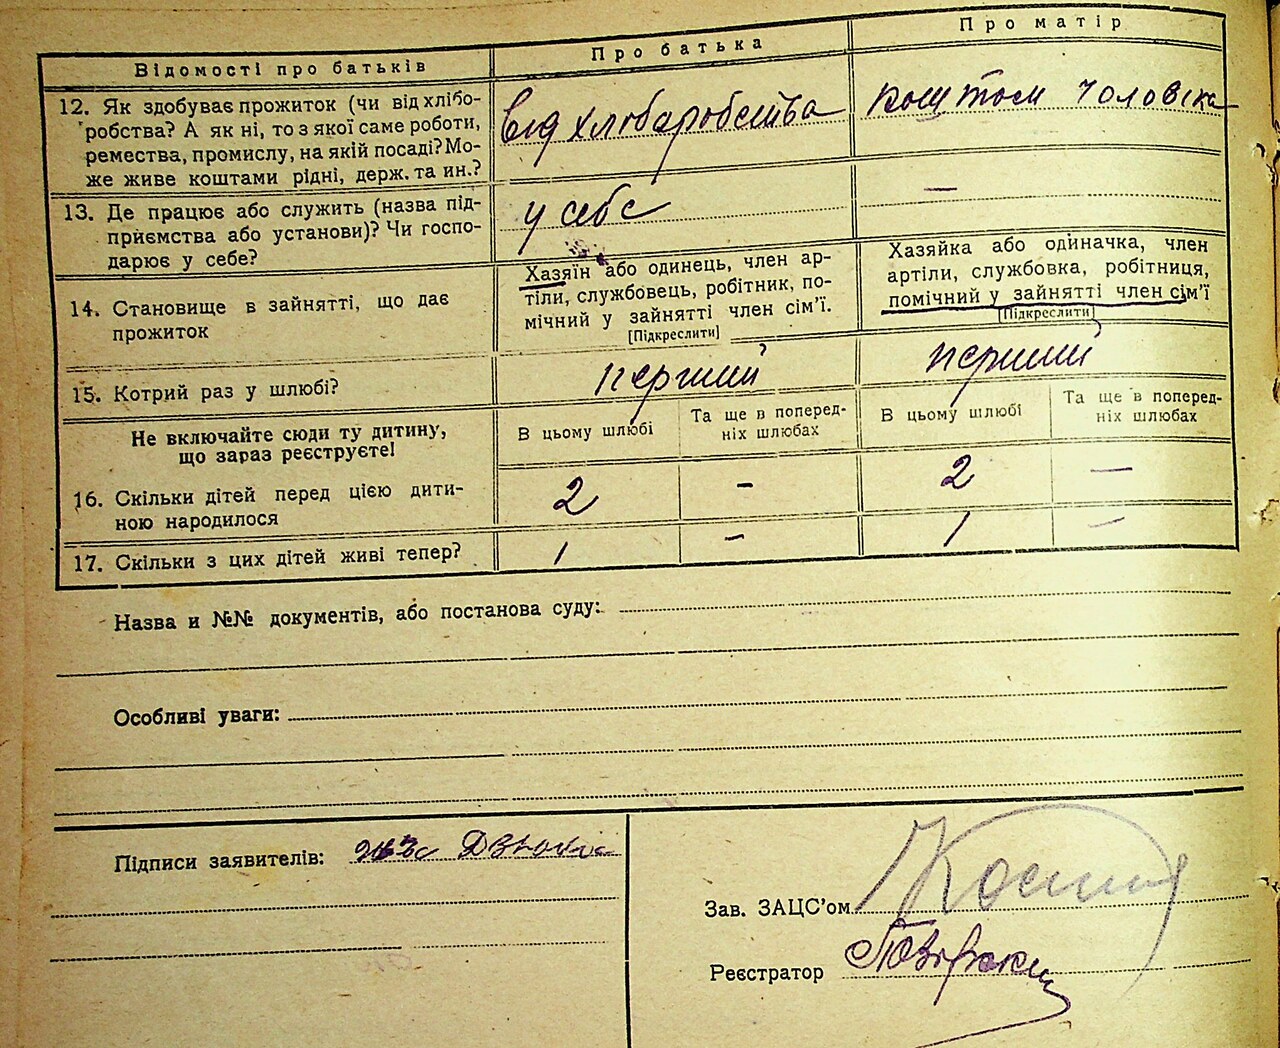 Відомості про батьків
Про батька
Про матір
12. Як здобуває прожиток (чи від хлібо-
робства? А як ні, то з якої саме роботи,
ремества, промислу, на якій посаді? Мо-
же живе коштами рідні, держ. та ин.?
від хлюбаробства
коштом чоловіка
13. Де працює або служить (назва під-
приємства або установи)? Чи госпо-
дарює у себе?
у себе
—
14. Становище в зайнятті, що дає
прожиток
Хазяїн або одинець, член ар-
тіли, службовець, робітник, по-
мічний у зайнятті член сім'ї.
[Підкреслити]
Хазяйка або одиначка, член
артіли, службовка, робітниця,
помічний у зайнятті член сім'ї
[Підкреслити]
15. Котрий раз у шлюбі?
перший
перший
Не включайте сюди ту дитину,
що зараз реєструєте!
В цьому шлюбі
Та ще в поперед-
ніх шлюбах
В цьому шлюбі
Та ще в поперед-
ніх шлюбах
16. Скільки дітей перед цією дити-
ною народилося
2
-
2
—
17. Скільки з цих дітей живі тепер?
1
-
1
—
Назва и №№ документів, або постанова суду:
Особливі уваги:
Підписи заявителів:
Зав. ЗАЦС'ом
Реєстратор